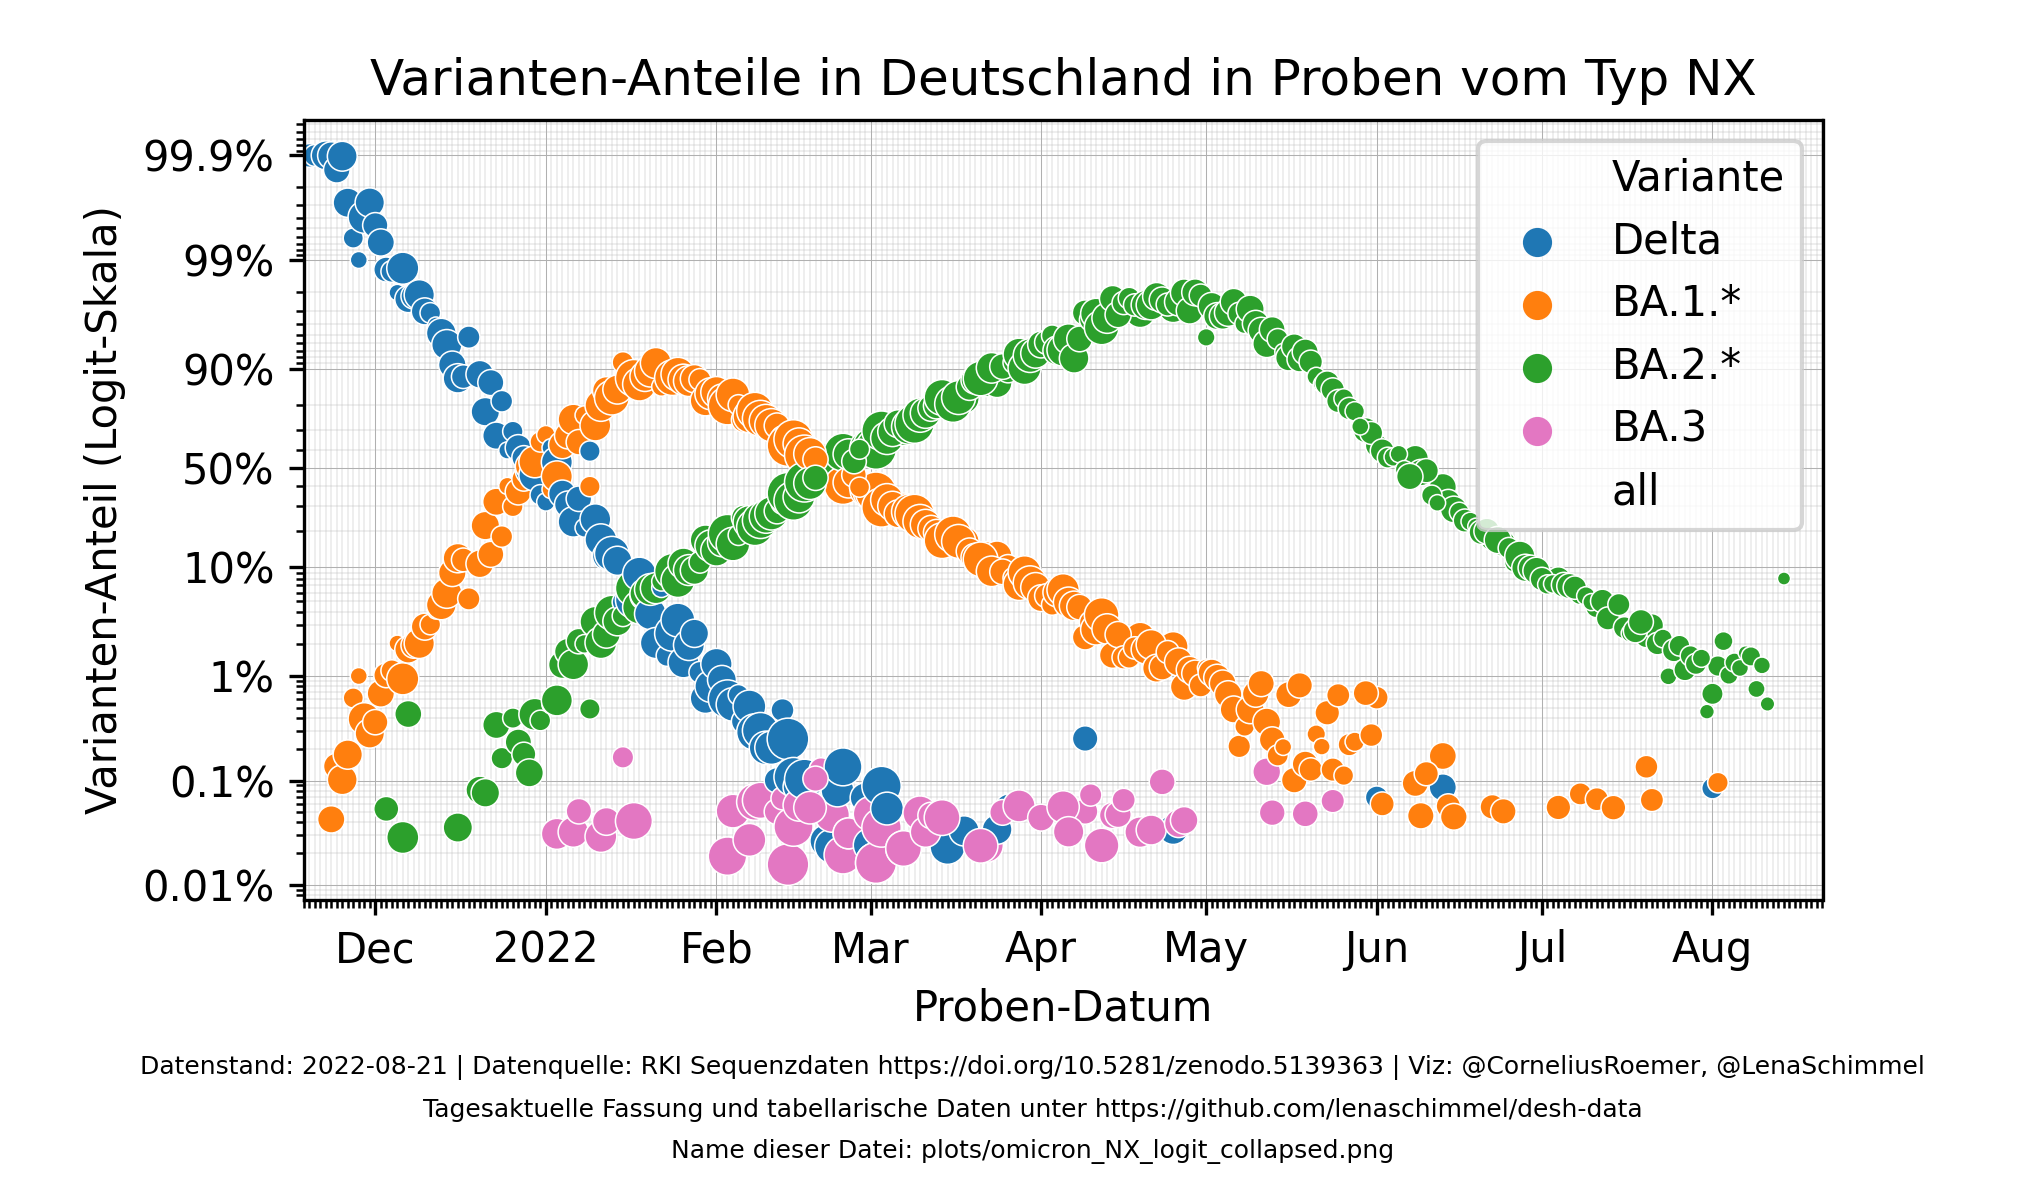 Varianten-Anteile in Deutschland in Proben vom Typ NX
Varianten-Anteil (Logit-Skala)
99.9%
99%
90%
50%
10%
1%
0.1%
0.01%
Variante
Delta
BA.1.*
BA.2.*
BA.3
all
Dec 2022 Feb Mar Apr May Jun Jul Aug
Proben-Datum
Datenstand: 2022-08-21 | Datenquelle: RKI Sequenzdaten https://doi.org/10.5281/zenodo.5139363 | Viz: @CorneliusRoemer, @LenaSchimmel
Tagesaktuelle Fassung und tabellarische Daten unter https://github.com/lenaschimmel/desh-data
Name dieser Datei: plots/omicron_NX_logit_collapsed.png